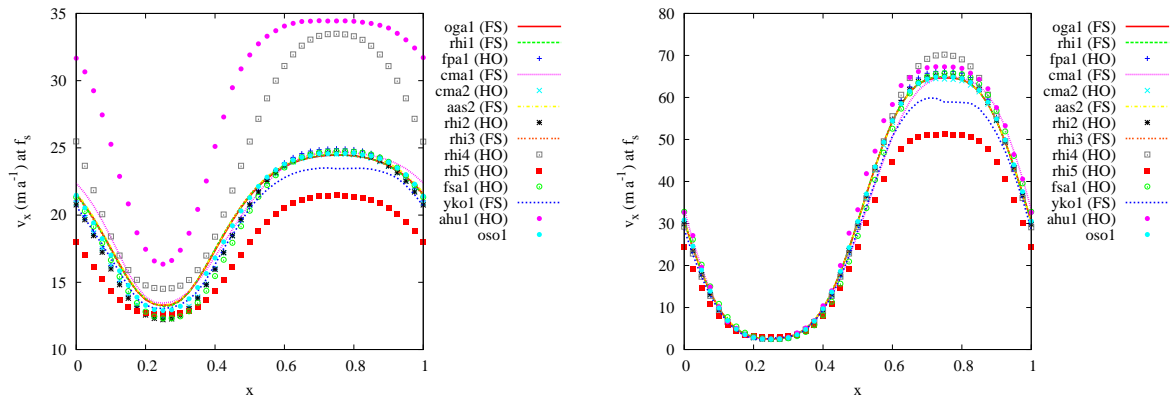 35
30
25
20
15
10
0
0.2
0.4
0.6
0.8
1
x
v_x (m a^-1) at f_s
oga1 (FS)
rhi1 (FS)
fpa1 (HO)
cma1 (FS)
cma2 (HO)
aas2 (FS)
rhi2 (HO)
rhi3 (FS)
rhi4 (HO)
rhi5 (HO)
fsa1 (HO)
yko1 (FS)
ahu1 (HO)
oso1
80
70
60
50
40
30
20
10
0
0
0.2
0.4
0.6
0.8
1
x
v_x (m a^-1) at f_s
oga1 (FS)
rhi1 (FS)
fpa1 (HO)
cma1 (FS)
cma2 (HO)
aas2 (FS)
rhi2 (HO)
rhi3 (FS)
rhi4 (HO)
rhi5 (HO)
fsa1 (HO)
yko1 (FS)
ahu1 (HO)
oso1